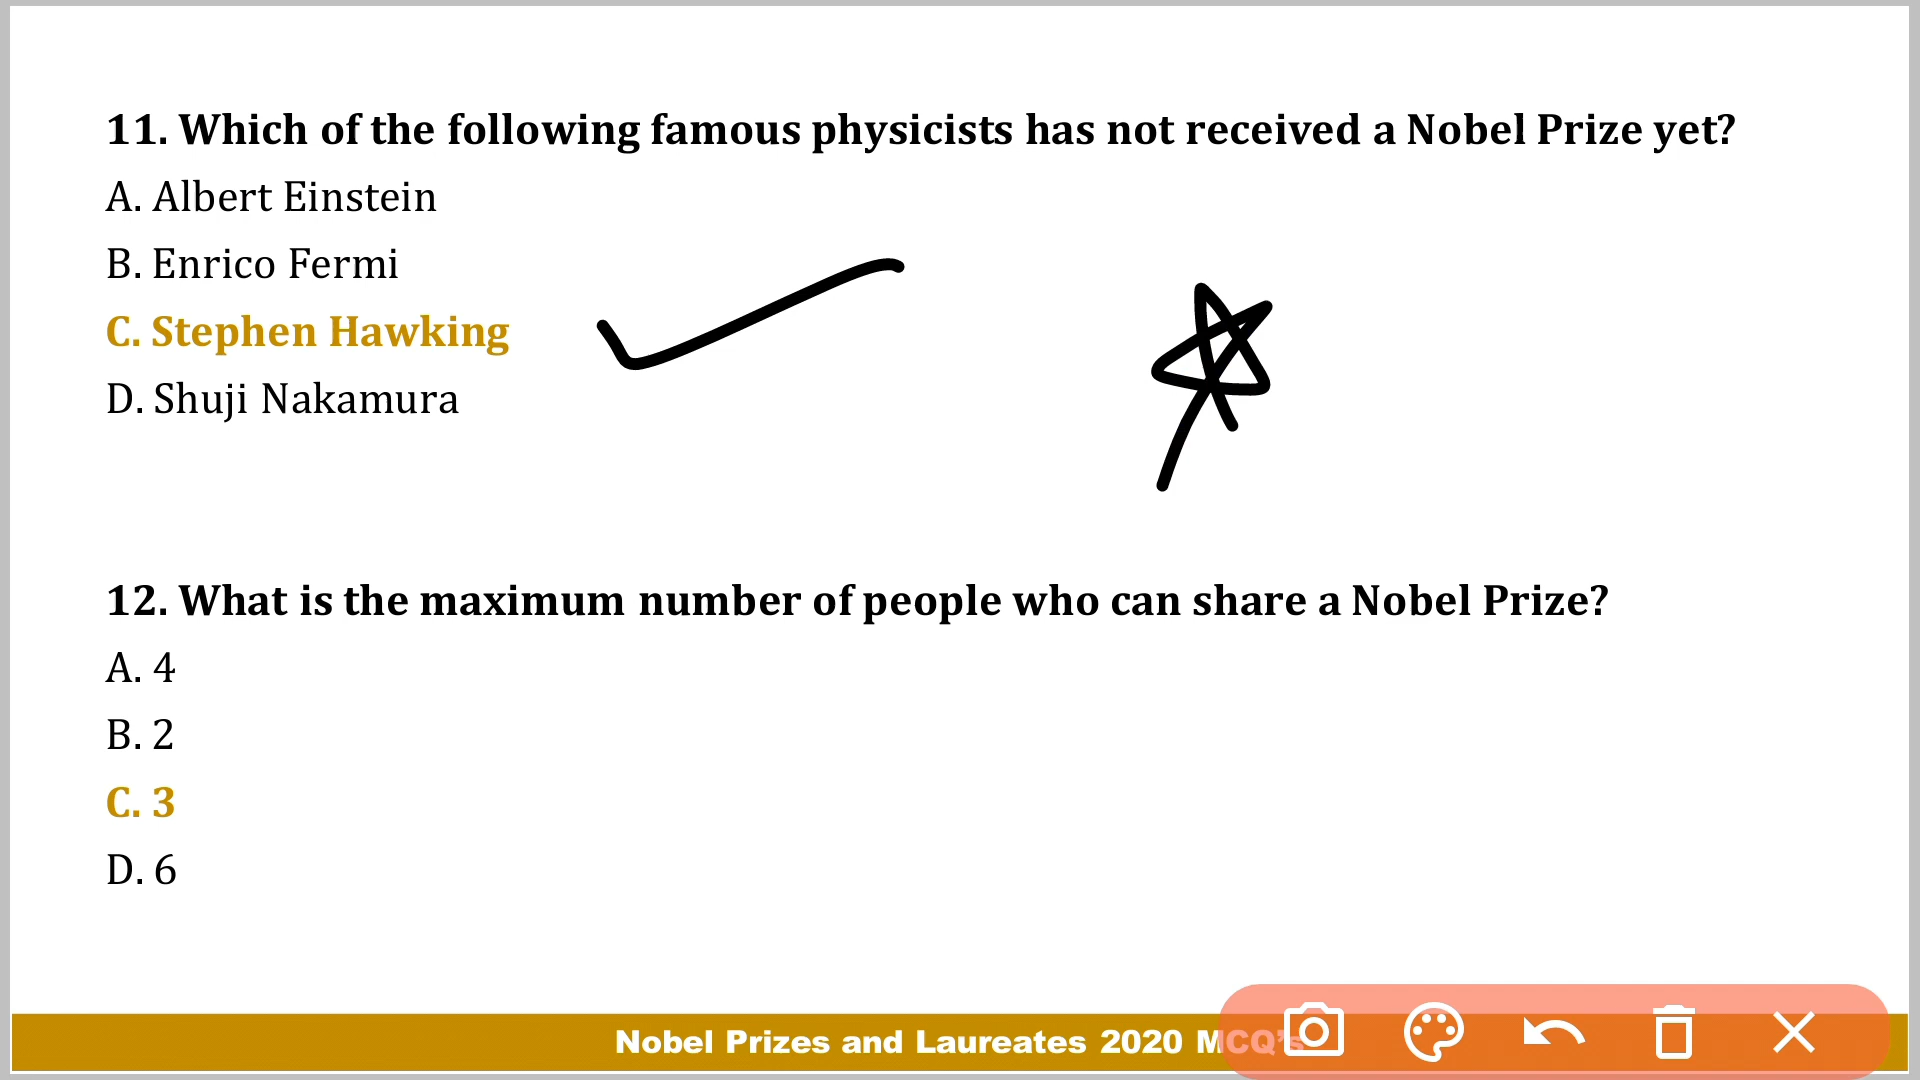 11. Which of the following famous physicists has not received a Nobel Prize yet?
A. Albert Einstein
B. Enrico Fermi
C. Stephen Hawking
D. Shuji Nakamura
12. What is the maximum number of people who can share a Nobel Prize?
A. 4
B. 2
C. 3
D. 6
Nobel Prizes and Laureates 2020 MCQ's